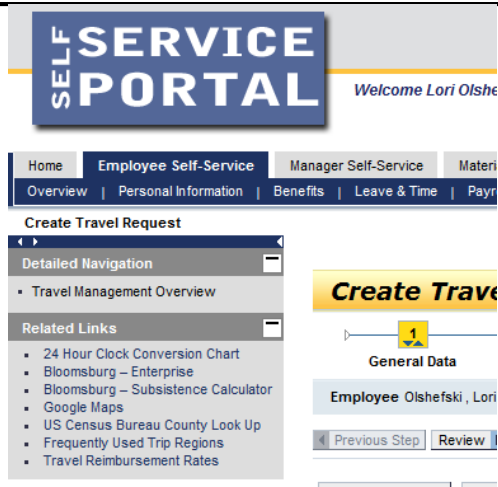 SELF
SERVICE
PORTAL
Welcome Lori
Home Employee Self-Service Manager Self-Service
Overview | Personal Information | Benefits | Leave & Time |
Create Travel Request
Detailed Navigation
Travel Management Overview
Related Links
24 Hour Clock Conversion Chart
Bloomsburg – Enterprise
Bloomsburg – Subsistence Calculator
Google Maps
US Census Bureau County Look Up
Frequently Used Trip Regions
Travel Reimbursement Rates
Create
1
General Data
Employee Olshefski , Lori
Previous Step Review